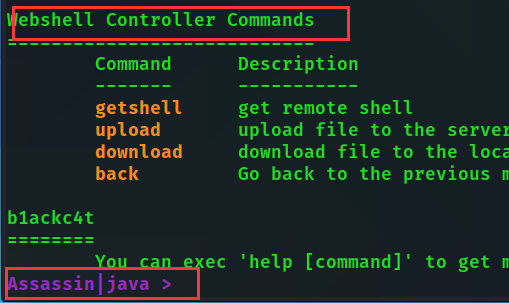 Webshell Controller Commands
============================
Command Description
------- -----------
getshell get remote shell
upload upload file to the server
download download file to the loca
back Go back to the previous m
b1ackc4t
========
You can exec 'help [command]' to get m
Assassin|java >